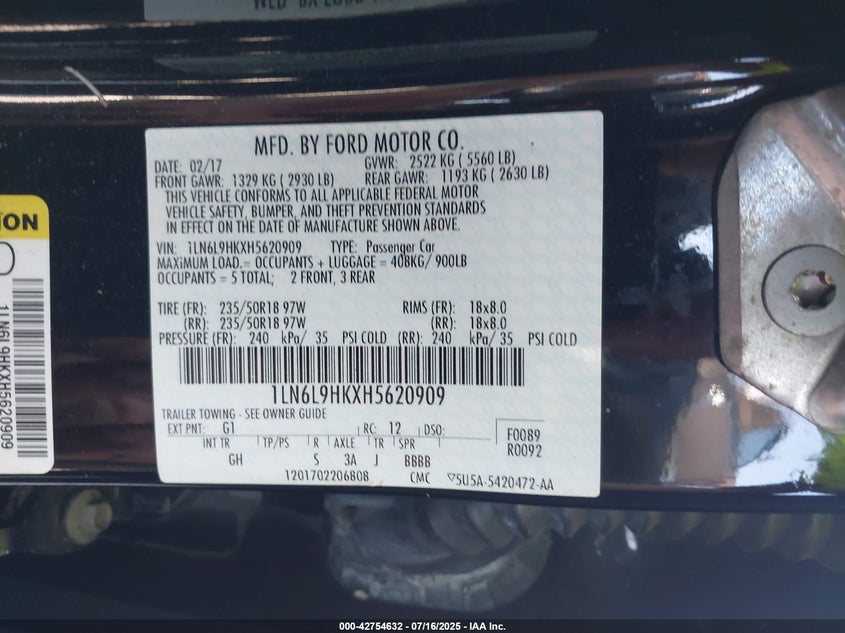 MFD. BY FORD MOTOR CO.
DATE: 02/17 GVWR: 2522 KG ( 5560 LB)
FRONT GAWR: 1329 KG ( 2930 LB) REAR GAWR: 1193 KG ( 2630 LB)
THIS VEHICLE CONFORMS TO ALL APPLICABLE FEDERAL MOTOR
VEHICLE SAFETY, BUMPER, AND THEFT PREVENTION STANDARDS
IN EFFECT ON THE DATE OF MANUFACTURE SHOWN ABOVE.
VIN: 1LN6L9HKXH5620909 TYPE: Passenger Car
MAXIMUM LOAD.= OCCUPANTS + LUGGAGE = 408KG/ 900LB
OCCUPANTS = 5 TOTAL; 2 FRONT, 3 REAR
TIRE (FR): 235/50R18 97W RIMS (FR): 18x8.0
(RR): 235/50R18 97W (RR): 18x8.0
PRESSURE (FR): 240 kPa/ 35 PSI COLD (RR): 240 kPa/ 35 PSI COLD
1LN6L9HKXH5620909
TRAILER TOWING - SEE OWNER GUIDE
EXT PNT: G1 RC: 12 DSO: F0089
R0092
INT TR TP/PS R AXLE TR SPR
GH S 3A J BBBB
1201702206808 CMC 5U5A-5420472-AA
ION
1LN6L9HKXH5620909
000-42754632 - 07/16/2025 - IAA Inc.